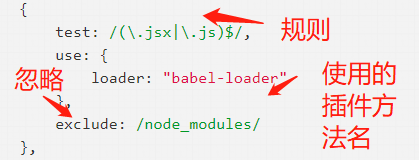 {
test: /(\.jsx|\.js)$/,
规则
use: {
loader: "babel-loader"
忽略
使用的
插件方
法名
},
exclude: /node_modules/
},